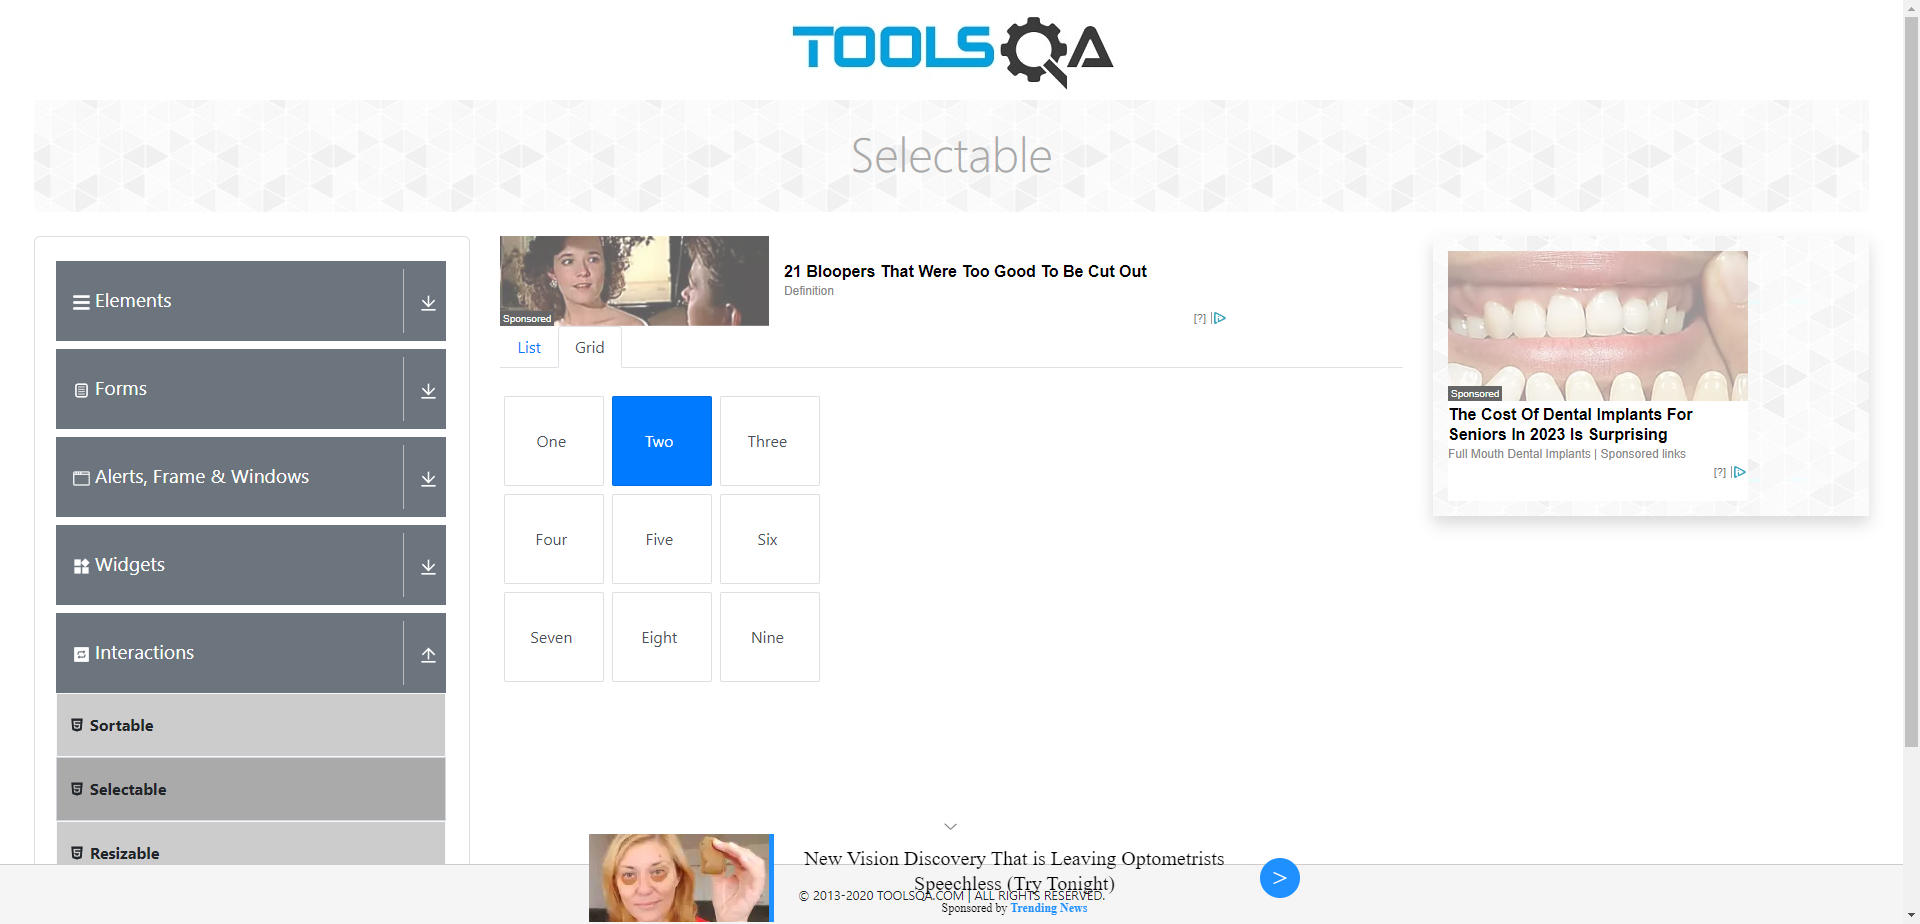 TOOLSQA
Selectable
Elements
Forms
Alerts, Frame & Windows
Widgets
Interactions
Sortable
Selectable
Resizable
Sponsored
21 Bloopers That Were Too Good To Be Cut Out
Definition
[?]
List
Grid
One
Two
Three
Four
Five
Six
Seven
Eight
Nine
Sponsored
The Cost Of Dental Implants For
Seniors In 2023 Is Surprising
Full Mouth Dental Implants | Sponsored links
[?]
New Vision Discovery That is Leaving Optometrists
Speechless (Try Tonight)
>
© 2013-2020 TOOLSQA.COM | ALL RIGHTS RESERVED.
Sponsored by Trending News